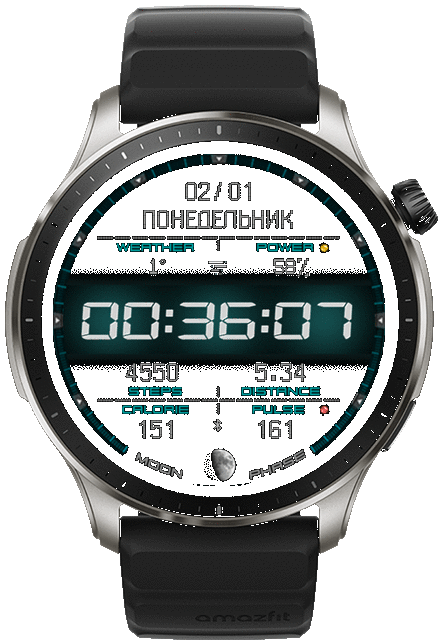 02/01
ПОНЕДЕЛЬНИК
WEATHER POWER
1° 58%
00:36:07
4550 5.34
STEPS DISTANCE
CALORIE PULSE
151 161
MOON PHASE
amazfit